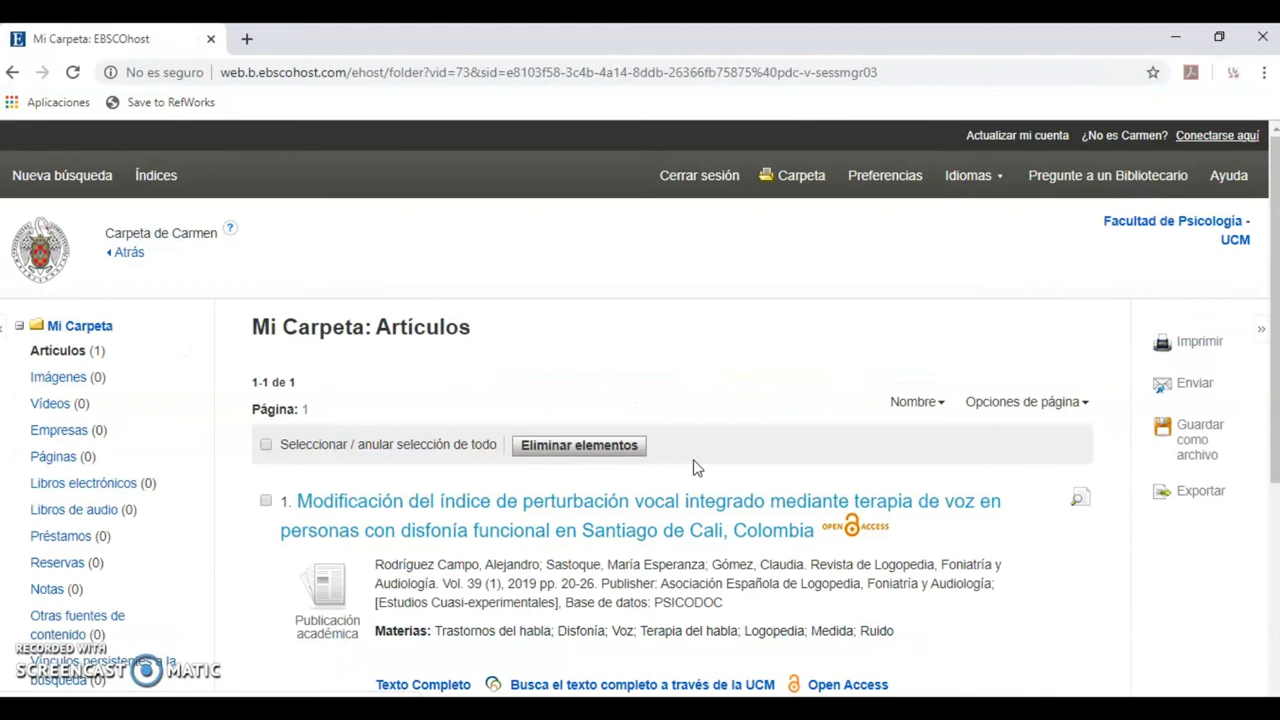 Mi Carpeta: EBSCOhost
No es seguro
web.b.ebscohost.com/ehost/folder?vid=73&sid=e8103f58-3c4b-4a14-8ddb-26366fb75875%40pdc-v-sessmgr03
Aplicaciones
Save to RefWorks
Actualizar mi cuenta ¿No es Carmen? Conectarse aquí
Nueva búsqueda Índices
Cerrar sesión Carpeta Preferencias Idiomas Pregunte a un Bibliotecario Ayuda
Carpeta de Carmen ?
Atrás
Facultad de Psicología -
UCM
Mi Carpeta
Artículos (1)
Imágenes (0)
Vídeos (0)
Empresas (0)
Páginas (0)
Libros electrónicos (0)
Libros de audio (0)
Préstamos (0)
Reservas (0)
Notas (0)
Otras fuentes de
contenido (0)
Vínculos persistentes a la
búsqueda (0)
RECORDED WITH
SCREENCAST MATIC
Mi Carpeta: Artículos
1-1 de 1
Página: 1
Nombre Opciones de página
Seleccionar / anular selección de todo Eliminar elementos
1. Modificación del índice de perturbación vocal integrado mediante terapia de voz en
personas con disfonía funcional en Santiago de Cali, Colombia OPEN ACCESS
Publicación
académica
Rodríguez Campo, Alejandro; Sastoque, María Esperanza; Gómez, Claudia. Revista de Logopedia, Foniatría y
Audiología. Vol. 39 (1), 2019 pp. 20-26. Publisher: Asociación Española de Logopedia, Foniatría y Audiología;
[Estudios Cuasi-experimentales], Base de datos: PSICODOC
Materias: Trastornos del habla; Disfonía; Voz; Terapia del habla; Logopedia; Medida; Ruido
Texto Completo Busca el texto completo a través de la UCM Open Access
Imprimir
Enviar
Guardar
como
archivo
Exportar